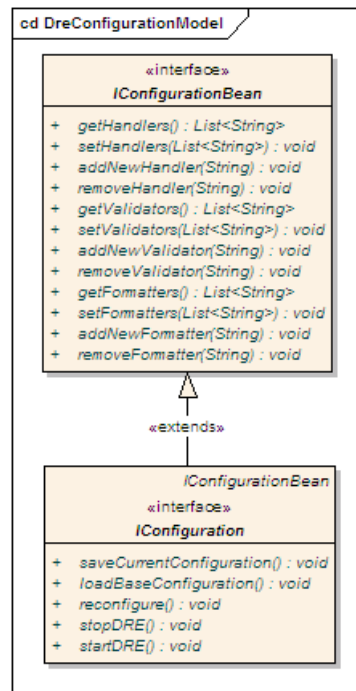 cd DreConfigurationModel
«interface»
IConfigurationBean
+ getHandlers() : List<String>
+ setHandlers(List<String>) : void
+ addNewHandler(String) : void
+ removeHandler(String) : void
+ getValidators() : List<String>
+ setValidators(List<String>) : void
+ addNewValidator(String) : void
+ removeValidator(String) : void
+ getFormatters() : List<String>
+ setFormatters(List<String>) : void
+ addNewFormatter(String) : void
+ removeFormatter(String) : void
«extends»
IConfigurationBean
«interface»
IConfiguration
+ saveCurrentConfiguration() : void
+ loadBaseConfiguration() : void
+ reconfigure() : void
+ stopDRE() : void
+ startDRE() : void